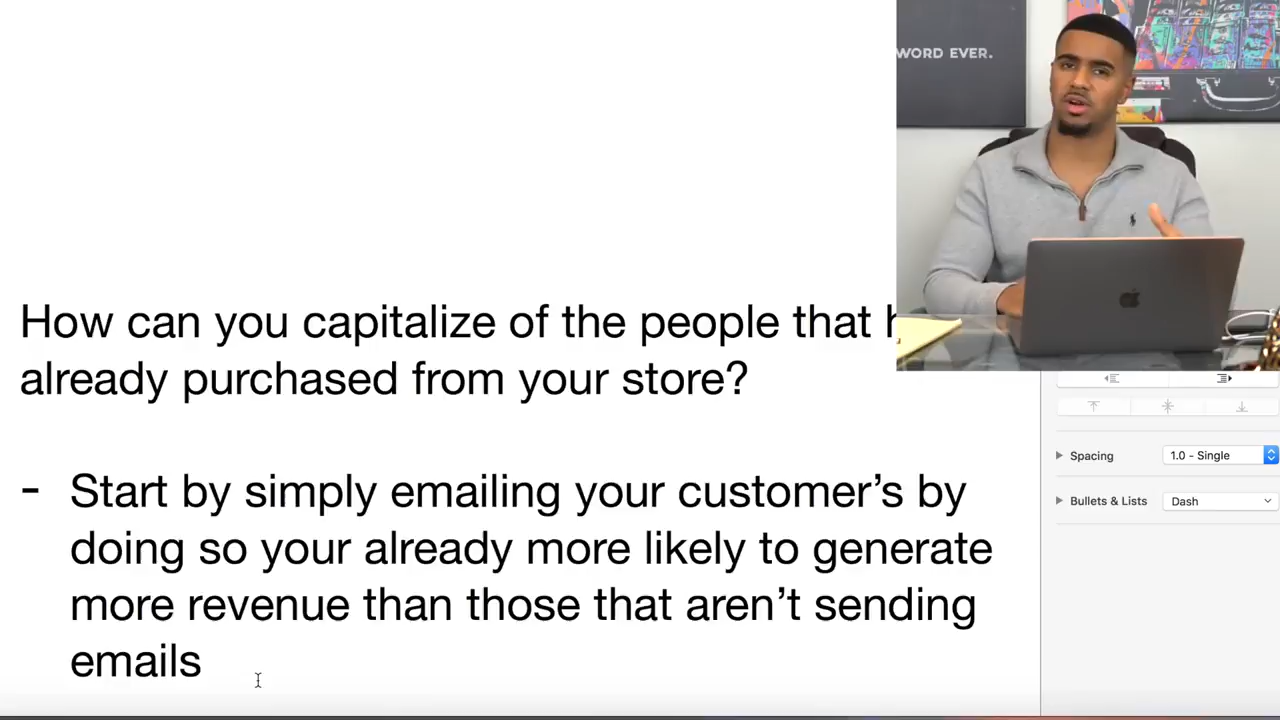 WORD EVER.
How can you capitalize of the people that
already purchased from your store?
- Start by simply emailing your customer’s by
doing so your already more likely to generate
more revenue than those that aren’t sending
emails
Spacing
1.0 - Single
Bullets & Lists
Dash